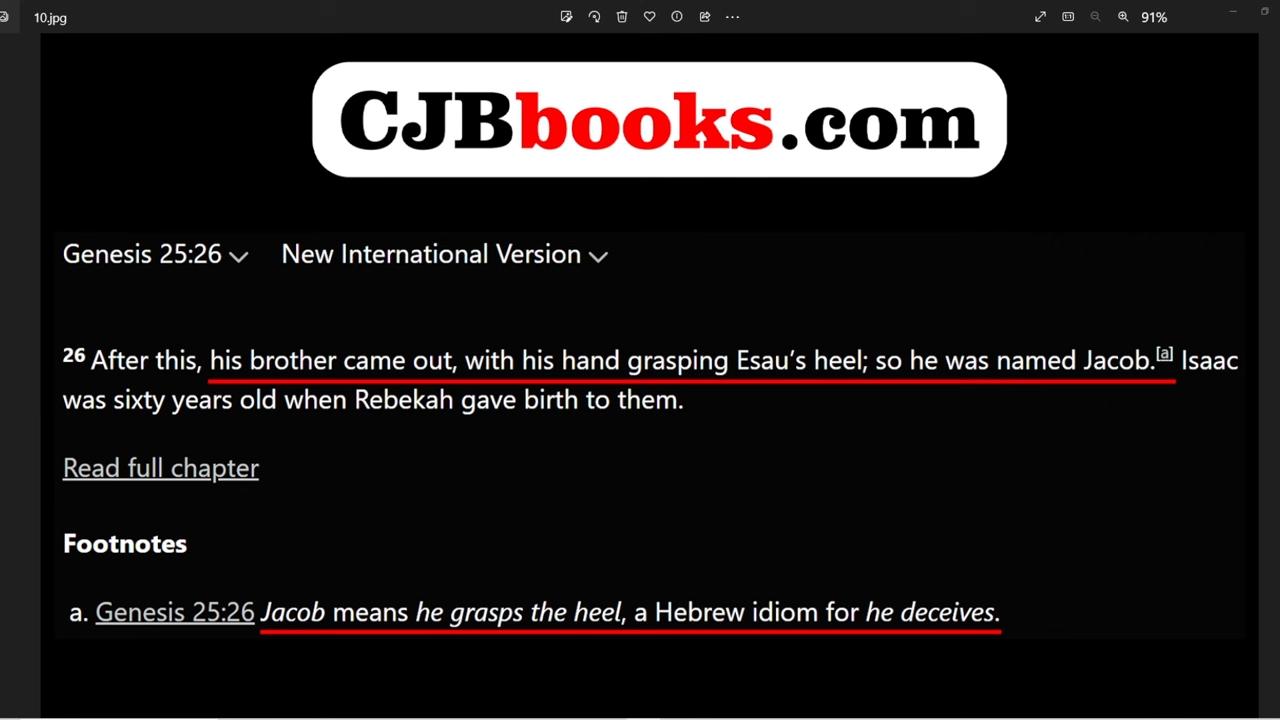 10.jpg
91%
CJBbooks.com
Genesis 25:26 New International Version
26 After this, his brother came out, with his hand grasping Esau’s heel; so he was named Jacob.[a] Isaac
was sixty years old when Rebekah gave birth to them.
Read full chapter
Footnotes
a. Genesis 25:26 Jacob means he grasps the heel, a Hebrew idiom for he deceives.